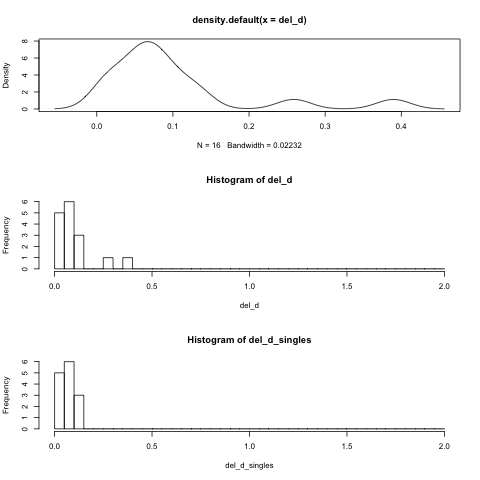 density.default(x = del_d)
Density
0 2 4 6 8
0.0 0.1 0.2 0.3 0.4
N = 16 Bandwidth = 0.02232
Histogram of del_d
Frequency
0 1 2 3 4 5 6
0.0 0.5 1.0 1.5 2.0
del_d
Histogram of del_d_singles
Frequency
0 1 2 3 4 5 6
0.0 0.5 1.0 1.5 2.0
del_d_singles